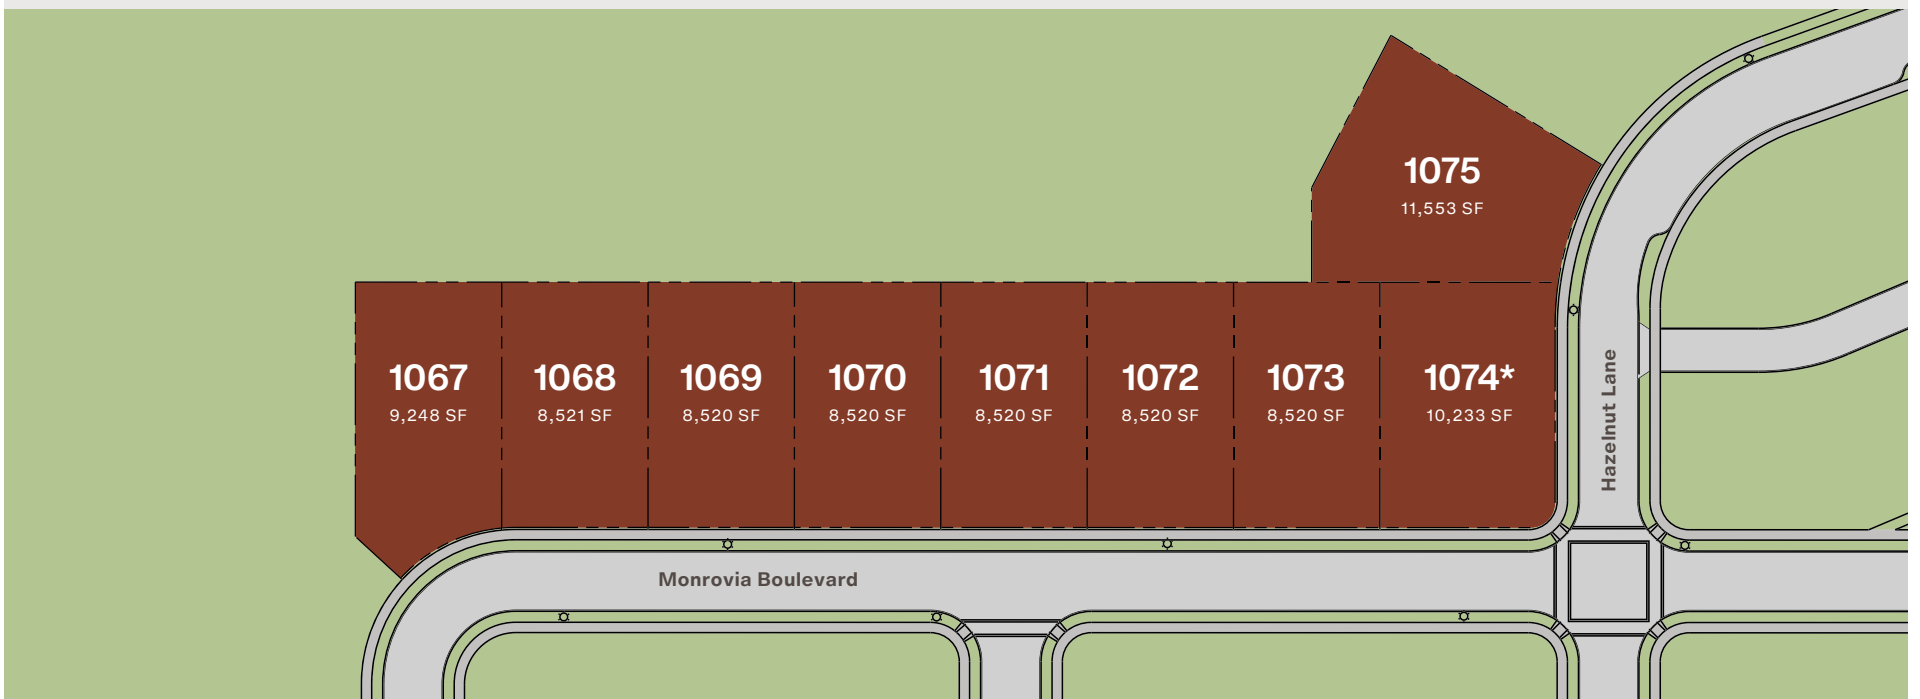 1075
11,553 SF
1067
9,248 SF
1068
8,521 SF
1069
8,520 SF
1070
8,520 SF
1071
8,520 SF
1072
8,520 SF
1073
8,520 SF
1074*
10,233 SF
Hazelnut Lane
Monrovia Boulevard